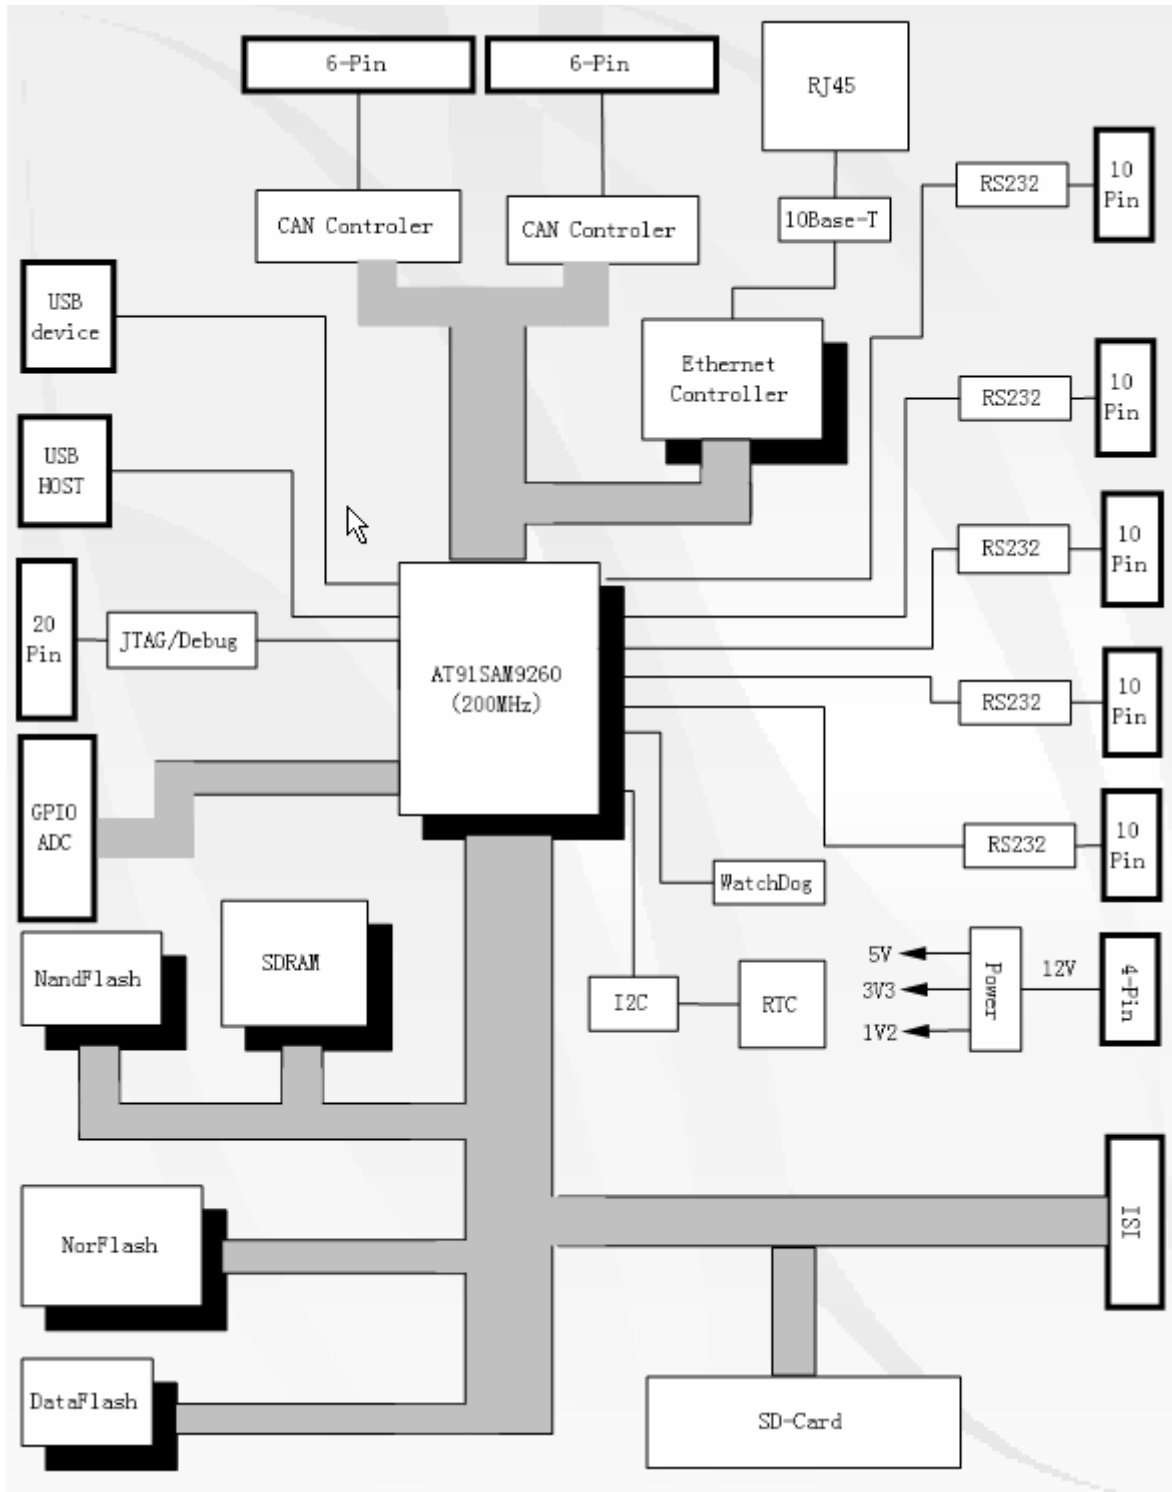 6-Pin
6-Pin
RJ45
CAN Controler
CAN Controler
10Base-T
RS232
10
Pin
USB
device
Ethernet
Controller
RS232
10
Pin
USB
HOST
RS232
10
Pin
20
Pin
JTAG/Debug
AT91SAM9260
(200MHz)
RS232
10
Pin
GPIO
ADC
RS232
10
Pin
WatchDog
NandFlash
SDRAM
I2C
RTC
5V
3V3
1V2
Power
12V
4-Pin
NorFlash
ISI
DataFlash
SD-Card